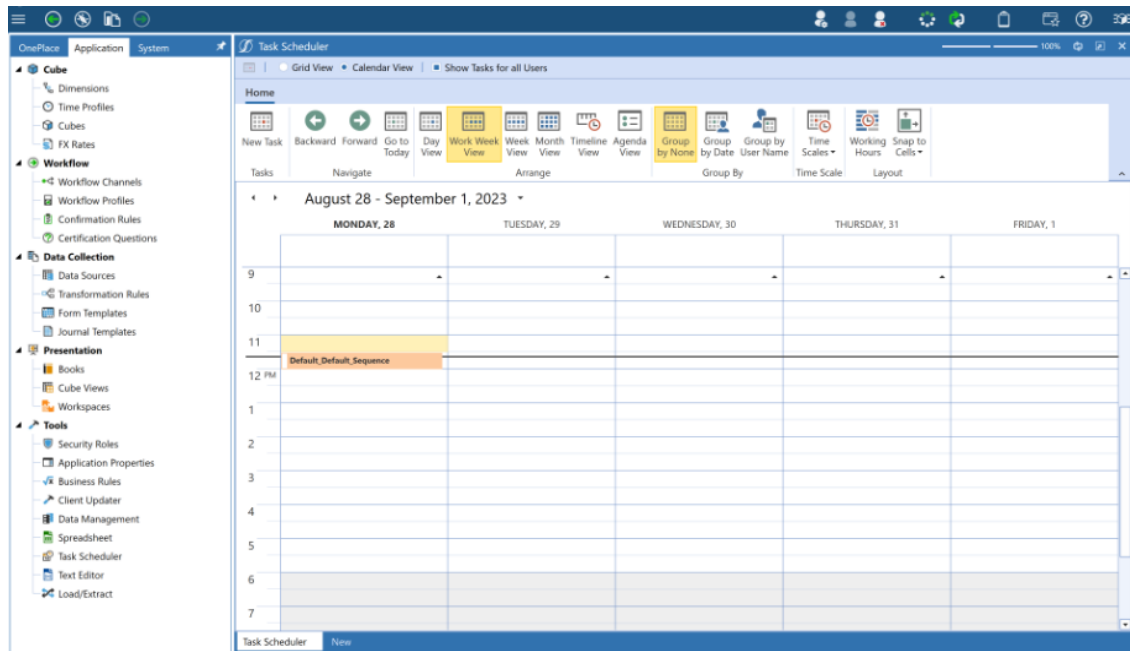 OnePlace Application System
Task Scheduler
100%
Grid View Calendar View Show Tasks for all Users
Home
New Task
Backward Forward Go to Today
Day View Work Week View Week View Month View Timeline View Agenda View
Group by None Group by Date Group by User Name
Time Scales
Working Hours Snap to Cells
Tasks Navigate Arrange Group By Time Scale Layout
Cube
Dimensions
Time Profiles
Cubes
FX Rates
Workflow
Workflow Channels
Workflow Profiles
Confirmation Rules
Certification Questions
Data Collection
Data Sources
Transformation Rules
Form Templates
Journal Templates
Presentation
Books
Cube Views
Workspaces
Tools
Security Roles
Application Properties
Business Rules
Client Updater
Data Management
Spreadsheet
Task Scheduler
Text Editor
Load/Extract
August 28 - September 1, 2023
MONDAY, 28 TUESDAY, 29 WEDNESDAY, 30 THURSDAY, 31 FRIDAY, 1
9
10
11
Default_Default_Sequence
12 PM
1
2
3
4
5
6
7
Task Scheduler New